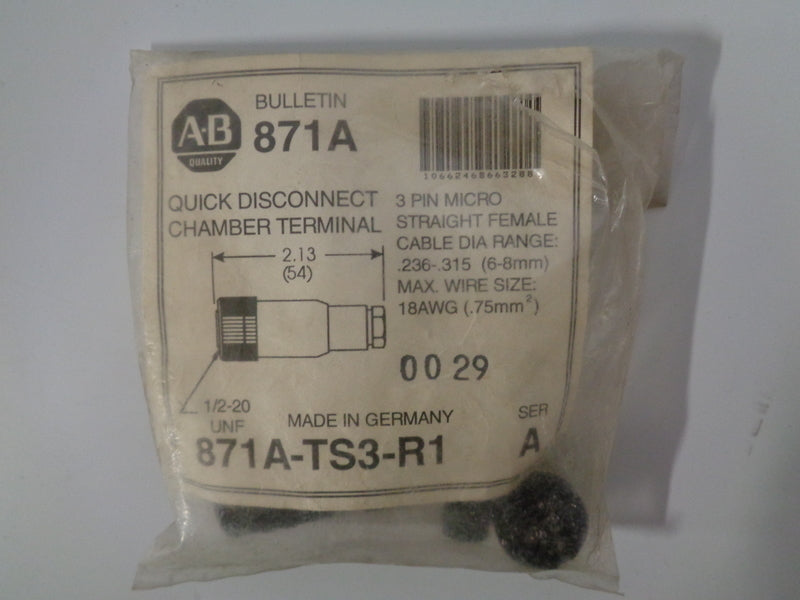 A-B
QUALITY
BULLETIN
871A
10662468663288
QUICK DISCONNECT
CHAMBER TERMINAL
3 PIN MICRO
STRAIGHT FEMALE
CABLE DIA RANGE:
.236-.315 (6-8mm)
MAX. WIRE SIZE:
18AWG (.75mm²)
2.13
(54)
0029
1/2-20
UNF
MADE IN GERMANY
SER
871A-TS3-R1
A